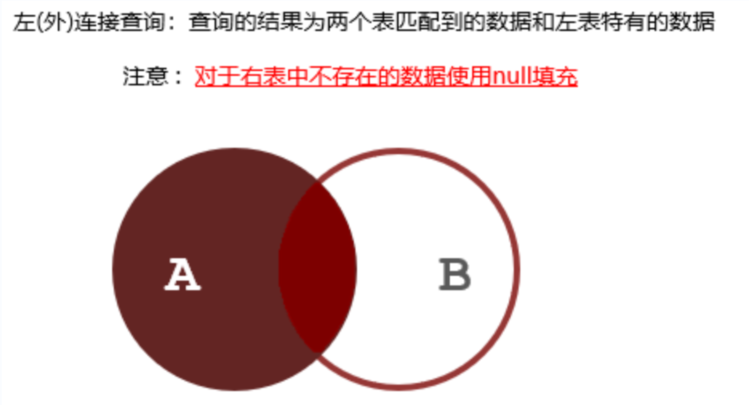 左(外)连接查询：查询的结果为两个表匹配到的数据和左表特有的数据
注意：对于右表中不存在的数据使用null填充
A
B